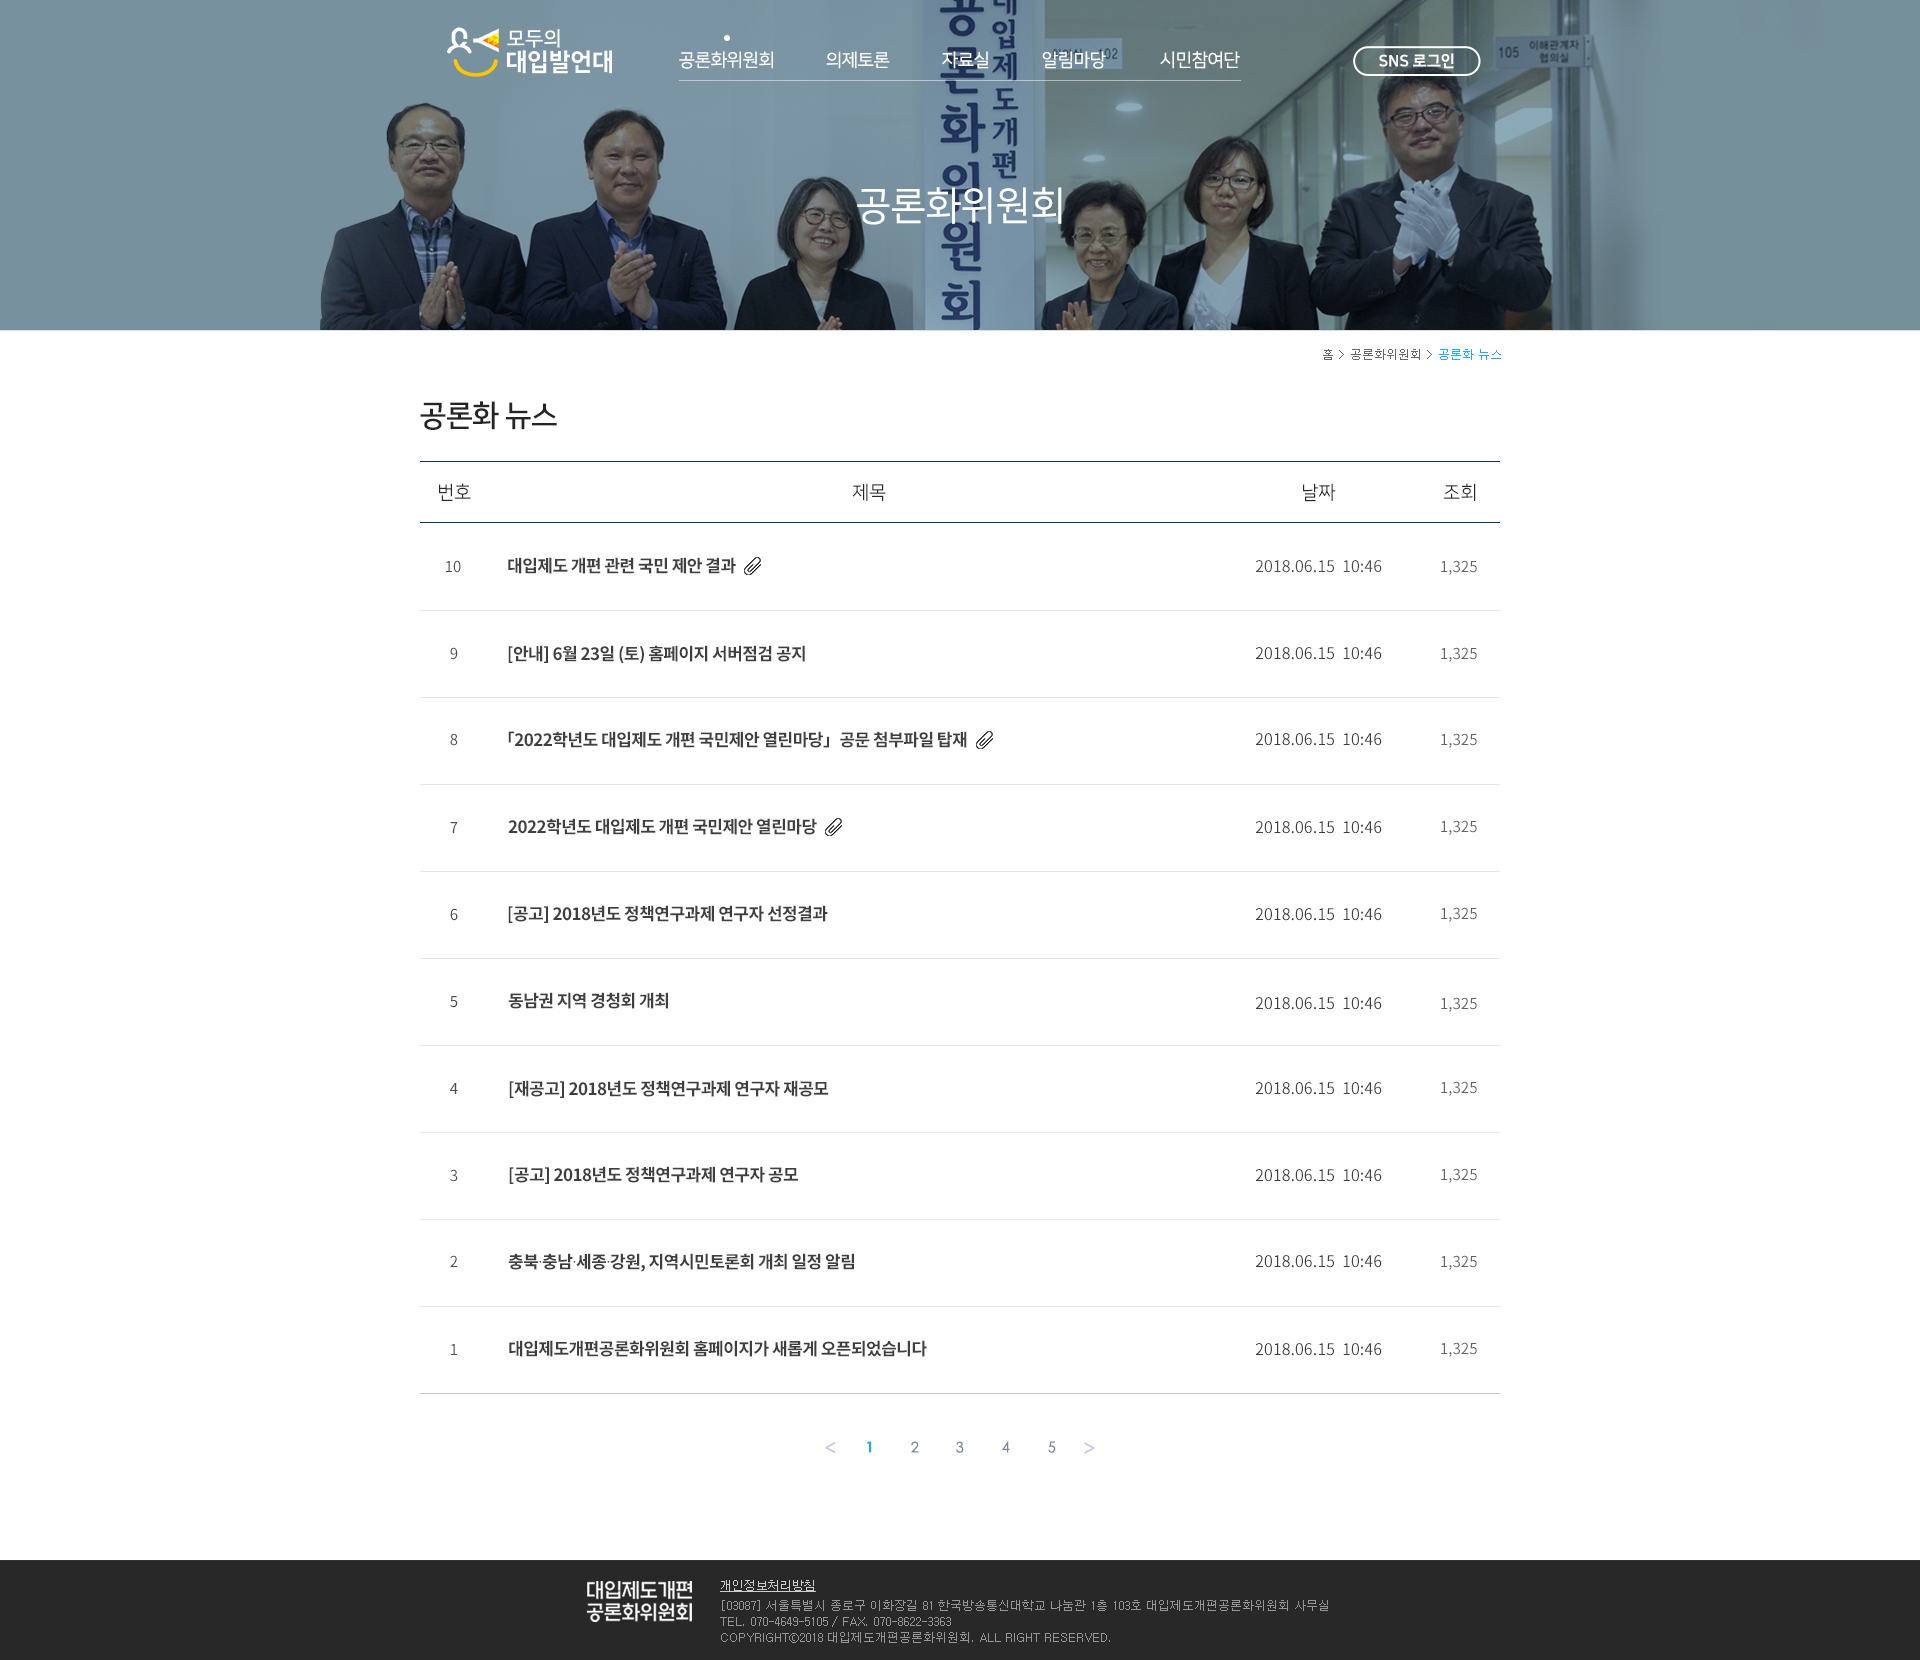 모두의
대입발언대
공론화위원회
의제토론
자료실
알림마당
시민참여단
SNS 로그인
대입제도개편
공론화위원회
102
105 이해관계자
협의실
공론화위원회
홈 > 공론화위원회 > 공론화 뉴스
공론화 뉴스
번호 제목 날짜 조회
10 대입제도 개편 관련 국민 제안 결과 2018.06.15 10:46 1,325
9 [안내] 6월 23일 (토) 홈페이지 서버점검 공지 2018.06.15 10:46 1,325
8 「2022학년도 대입제도 개편 국민제안 열린마당」 공문 첨부파일 탑재 2018.06.15 10:46 1,325
7 2022학년도 대입제도 개편 국민제안 열린마당 2018.06.15 10:46 1,325
6 [공고] 2018년도 정책연구과제 연구자 선정결과 2018.06.15 10:46 1,325
5 동남권 지역 경청회 개최 2018.06.15 10:46 1,325
4 [재공고] 2018년도 정책연구과제 연구자 재공모 2018.06.15 10:46 1,325
3 [공고] 2018년도 정책연구과제 연구자 공모 2018.06.15 10:46 1,325
2 충북·충남·세종·강원, 지역시민토론회 개최 일정 알림 2018.06.15 10:46 1,325
1 대입제도개편공론화위원회 홈페이지가 새롭게 오픈되었습니다 2018.06.15 10:46 1,325
< 1 2 3 4 5 >
대입제도개편
공론화위원회
개인정보처리방침
[03087] 서울특별시 종로구 이화장길 81 한국방송통신대학교 나눔관 1층 103호 대입제도개편공론화위원회 사무실
TEL. 070-4649-5105 / FAX. 070-8622-3363
COPYRIGHT©2018 대입제도개편공론화위원회. ALL RIGHT RESERVED.